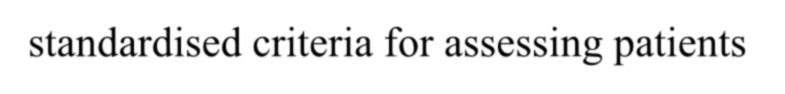 standardised criteria for assessing patients